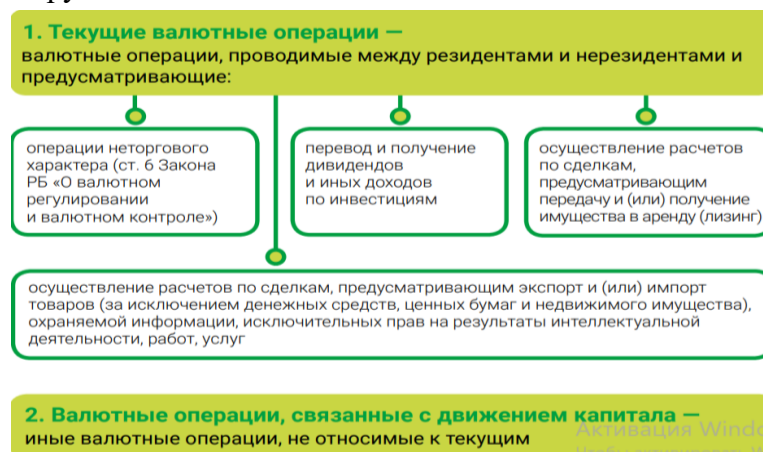 1. Текущие валютные операции —
валютные операции, проводимые между резидентами и нерезидентами и
предусматривающие:
операции неторгового
характера (ст. 6 Закона
РБ «О валютном
регулировании
и валютном контроле»)
перевод и получение
дивидендов
и иных доходов
по инвестициям
осуществление расчетов
по сделкам,
предусматривающим
передачу и (или) получение
имущества в аренду (лизинг)
осуществление расчетов по сделкам, предусматривающим экспорт и (или) импорт
товаров (за исключением денежных средств, ценных бумаг и недвижимого имущества),
охраняемой информации, исключительных прав на результаты интеллектуальной
деятельности, работ, услуг
2. Валютные операции, связанные с движением капитала —
иные валютные операции, не относимые к текущим
Активация Windo